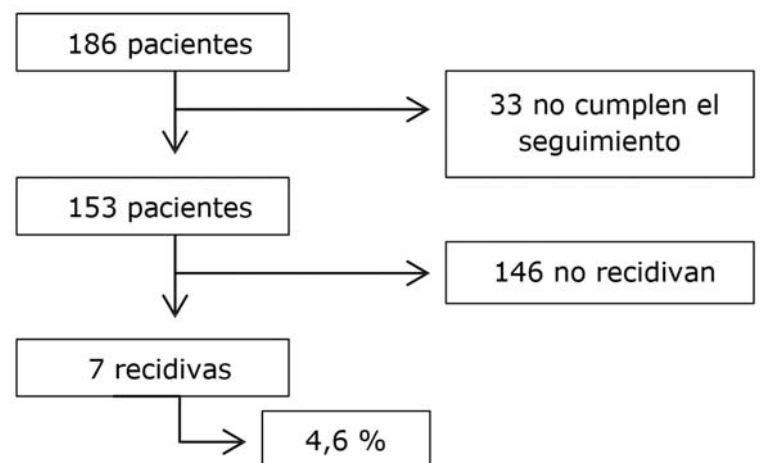 186 pacientes
33 no cumplen el
seguimiento
153 pacientes
146 no recidivan
7 recidivas
4,6 %